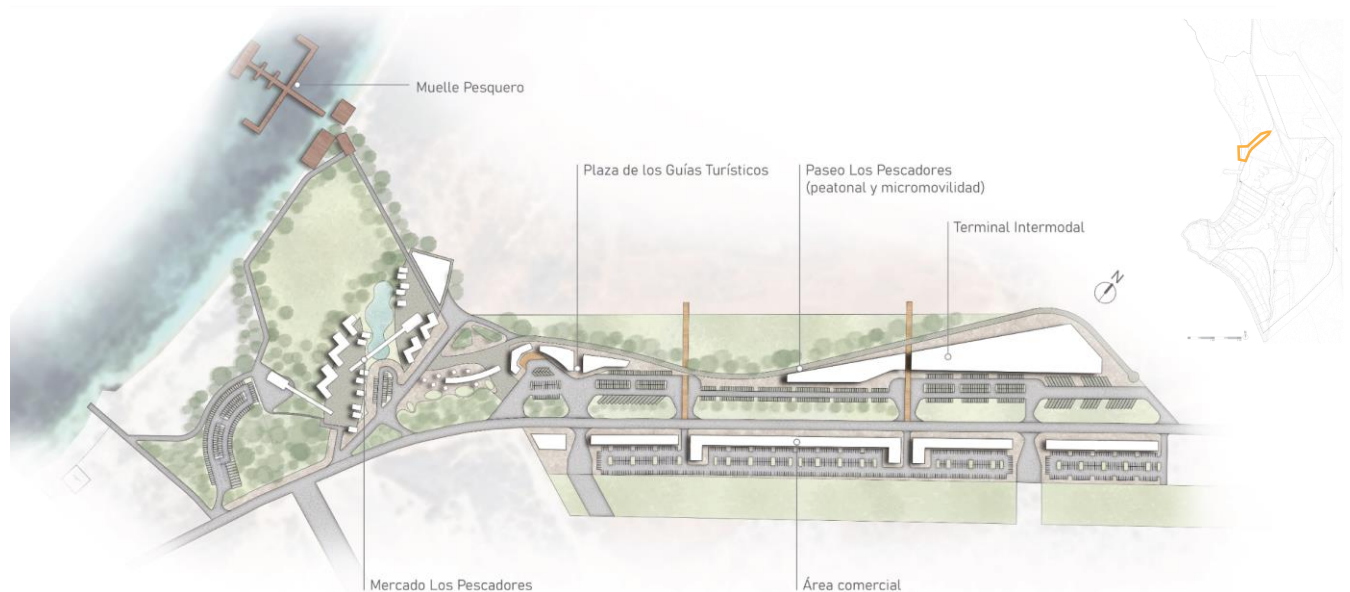 Muelle Pesquero
Plaza de los Guías Turísticos
Paseo Los Pescadores
(peatonal y micromovilidad)
Terminal Intermodal
N
Mercado Los Pescadores
Área comercial